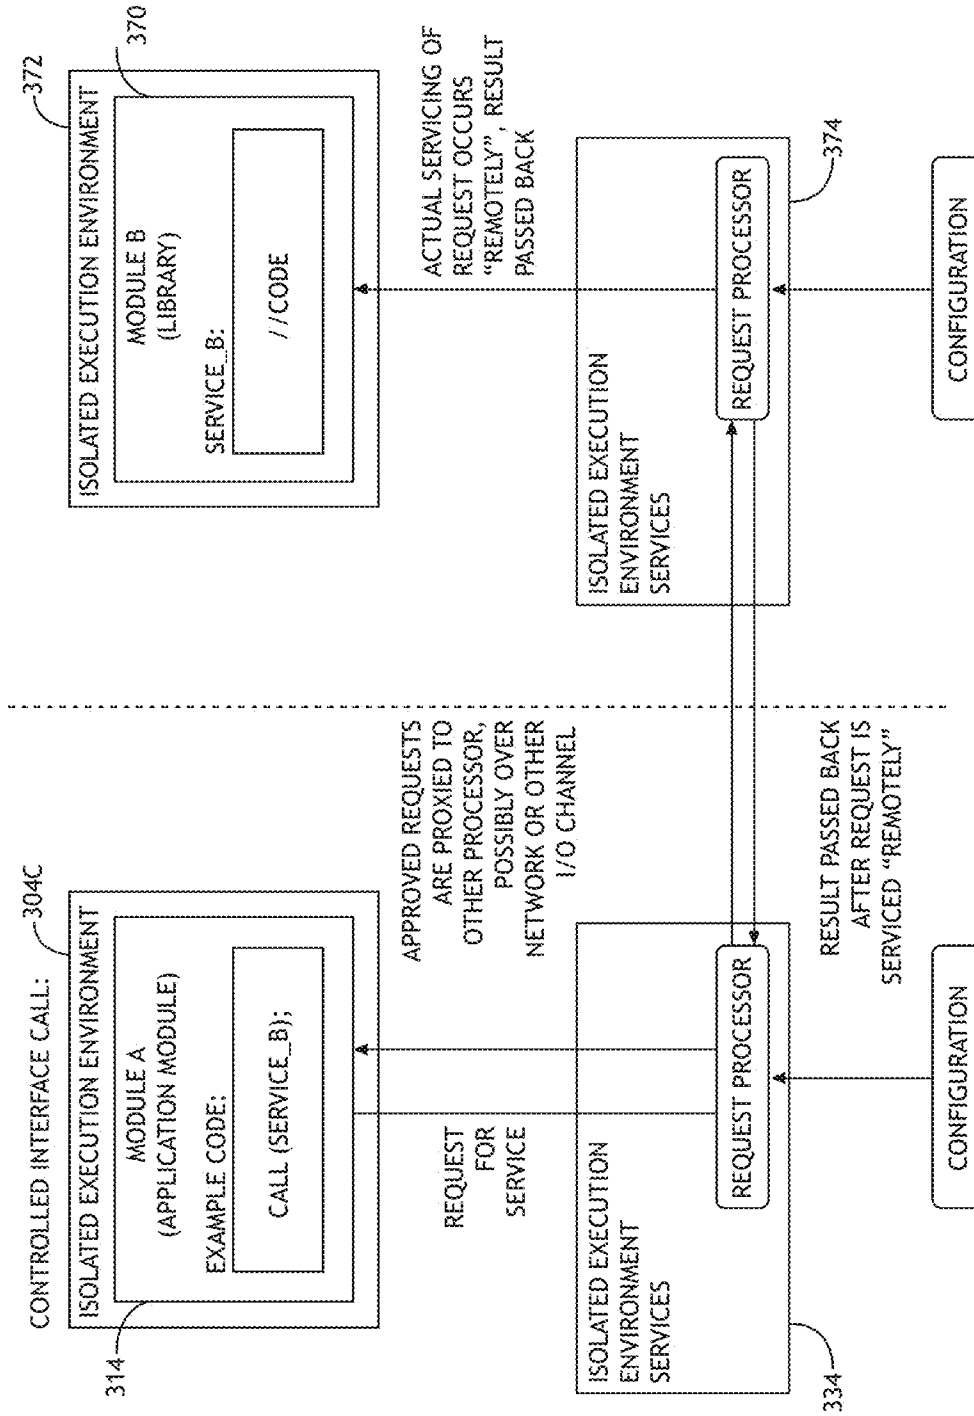 CONTROLLED INTERFACE CALL:
304C
ISOLATED EXECUTION ENVIRONMENT
314
MODULE A
(APPLICATION MODULE)
EXAMPLE CODE:
CALL (SERVICE_B);
REQUEST
FOR
SERVICE
APPROVED REQUESTS
ARE PROXIED TO
OTHER PROCESSOR,
POSSIBLY OVER
NETWORK OR OTHER
I/O CHANNEL
ISOLATED EXECUTION
ENVIRONMENT
SERVICES
334
REQUEST PROCESSOR
RESULT PASSED BACK
AFTER REQUEST IS
SERVICED “REMOTELY”
CONFIGURATION
372
ISOLATED EXECUTION ENVIRONMENT
370
MODULE B
(LIBRARY)
SERVICE_B:
//CODE
ACTUAL SERVICING OF
REQUEST OCCURS
“REMOTELY”, RESULT
PASSED BACK
ISOLATED EXECUTION
ENVIRONMENT
SERVICES
REQUEST PROCESSOR
374
CONFIGURATION